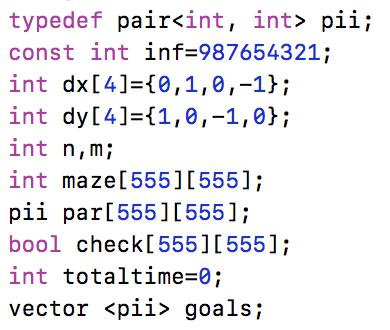 typedef pair<int, int> pii;
const int inf=987654321;
int dx[4]={0,1,0,-1};
int dy[4]={1,0,-1,0};
int n,m;
int maze[555][555];
pii par[555][555];
bool check[555][555];
int totaltime=0;
vector <pii> goals;